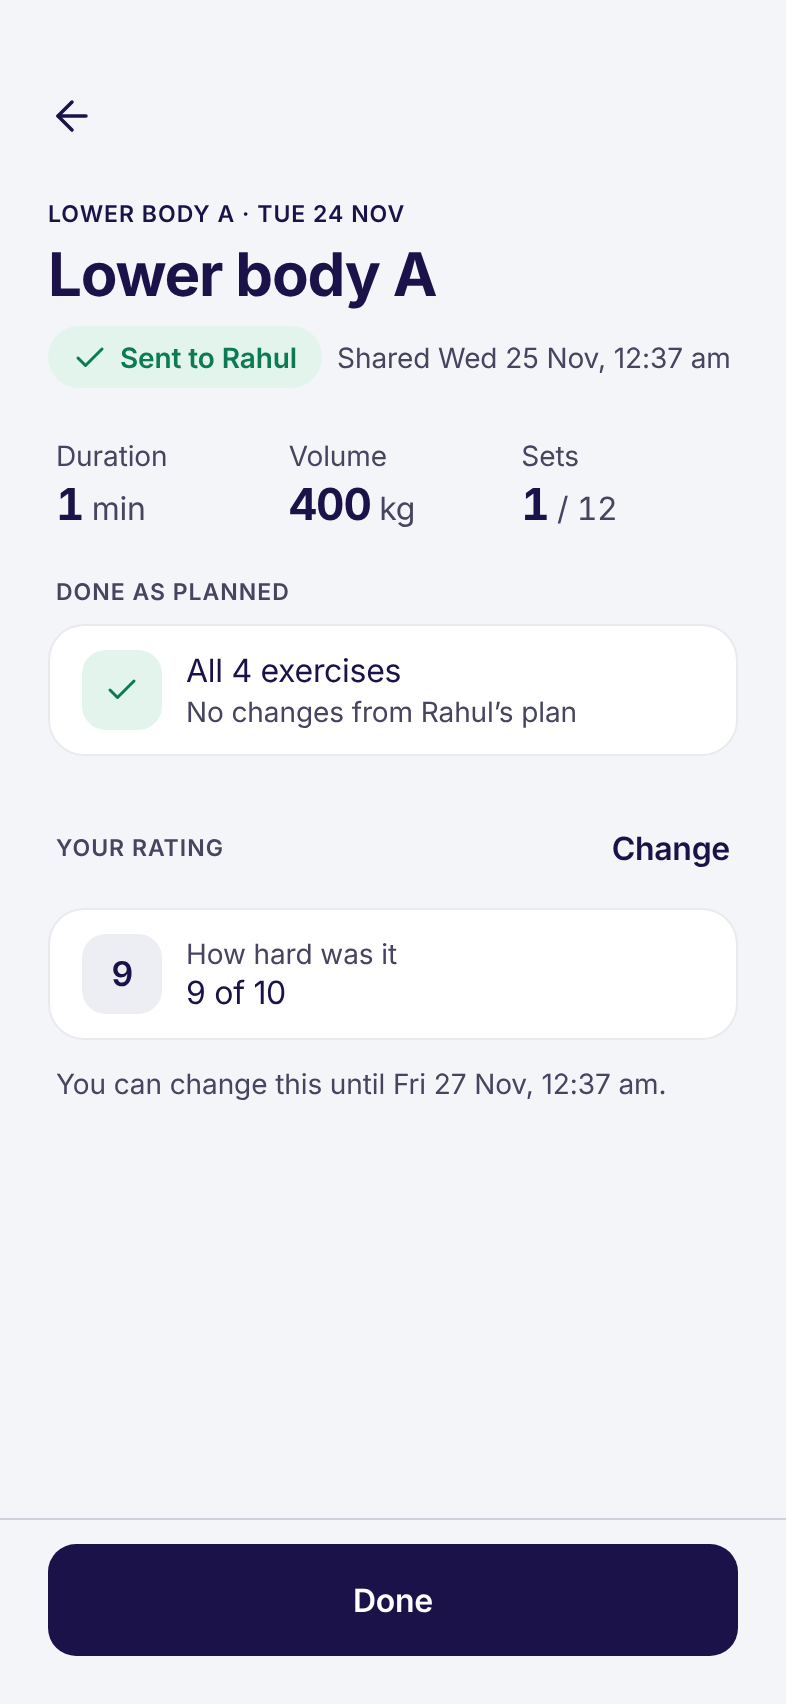 LOWER BODY A · TUE 24 NOV
Lower body A
Sent to Rahul Shared Wed 25 Nov, 12:37 am
Duration Volume Sets
1 min 400 kg 1 / 12
DONE AS PLANNED
All 4 exercises
No changes from Rahul’s plan
YOUR RATING Change
9
How hard was it
9 of 10
You can change this until Fri 27 Nov, 12:37 am.
Done